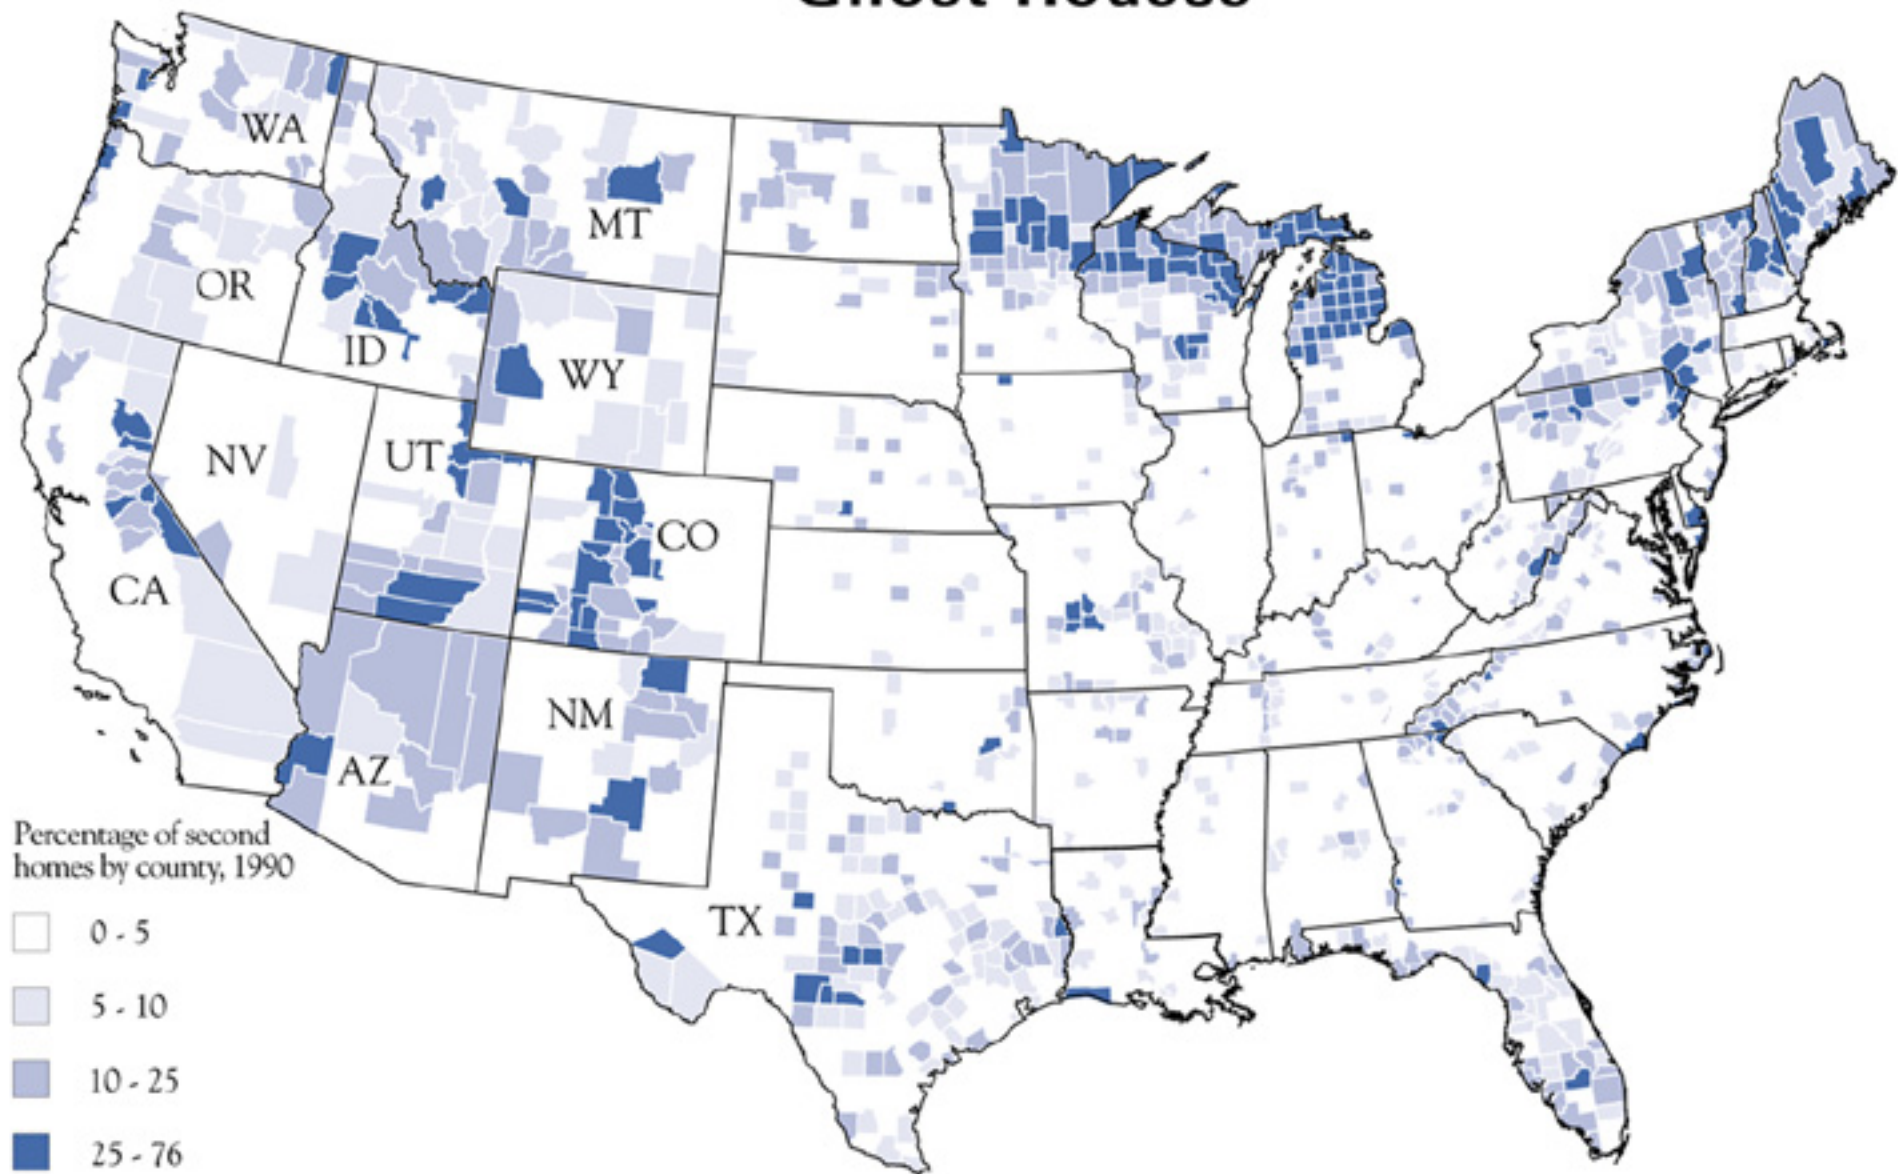 WA
MT
OR
ID
WY
NV
UT
CO
CA
NM
AZ
TX
Percentage of second
homes by county, 1990
0 - 5
5 - 10
10 - 25
25 - 76